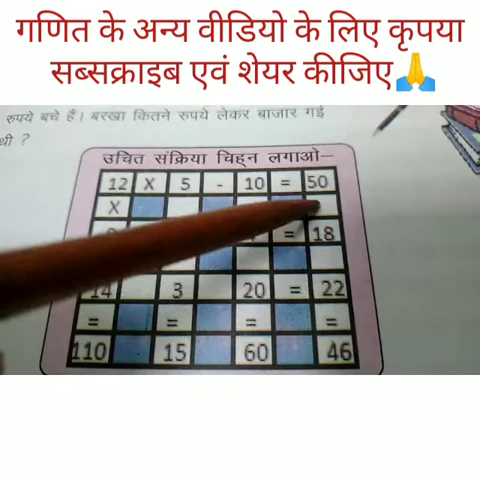 गणित के अन्य वीडियो के लिए कृपया
सब्सक्राइब एवं शेयर कीजिए🙏
रुपये बचे हैं। बरखा कितने रुपये लेकर बाजार गई
थी ?
उचित संक्रिया चिह्न लगाओ–
12 X 5 - 10 = 50
X
= 18
14 3 20 = 22
= = = =
110 15 60 46